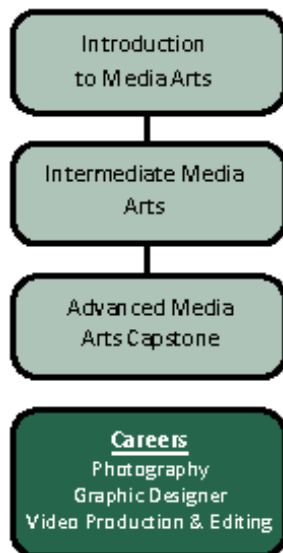 Introduction
to Media Arts
Intermediate Media
Arts
Advanced Media
Arts Capstone
Careers
Photography
Graphic Designer
Video Production & Editing